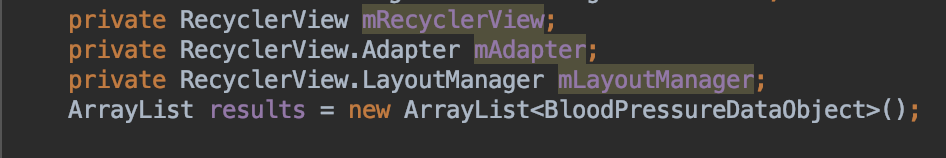 private RecyclerView mRecyclerView;
private RecyclerView.Adapter mAdapter;
private RecyclerView.LayoutManager mLayoutManager;
ArrayList results = new ArrayList<BloodPressureDataObject>();